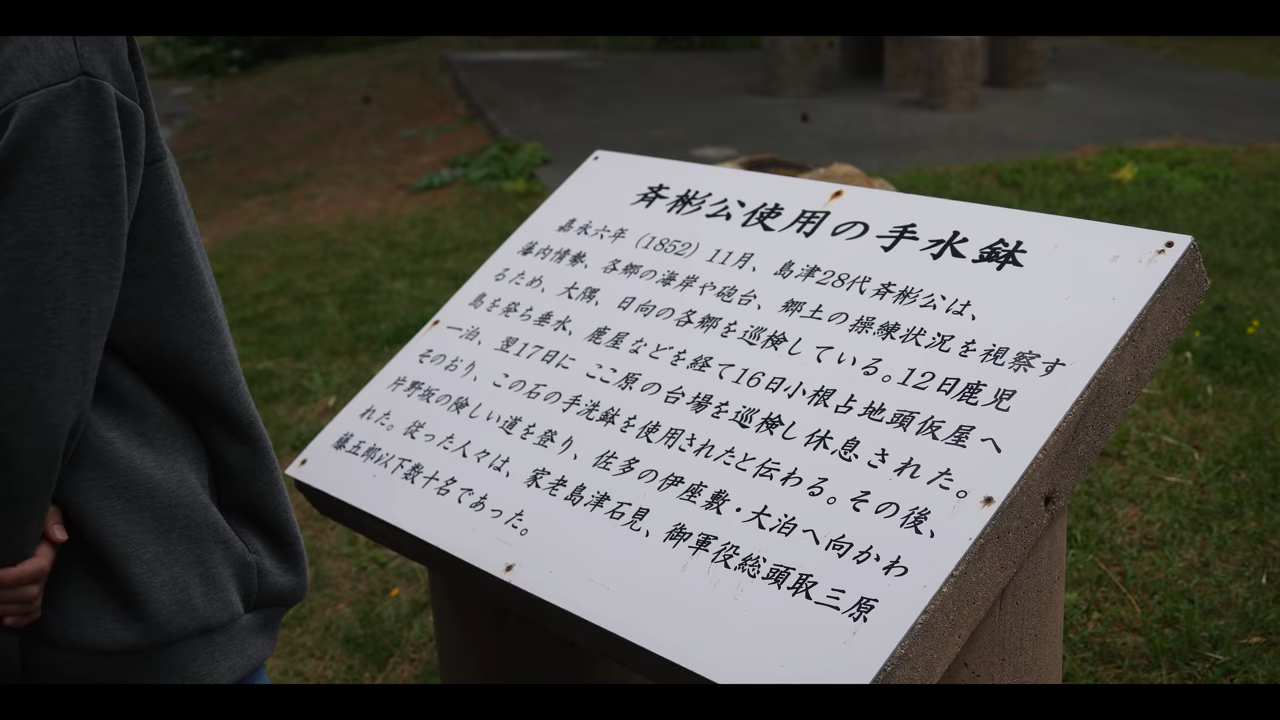 斉彬公使用の手水鉢
嘉永六年(1852)11月、島津28代斉彬公は、
藩内情勢、各郷の海岸や砲台、郷土の操練状況を視察す
るため、大隅、日向の各郷を巡検している。12日鹿児
島を発ち垂水、鹿屋などを経て16日小根占地頭仮屋へ
一泊、翌17日に ここ原の台場を巡検し休息された。
そのおり、この石の手洗鉢を使用されたと伝わる。その後、
片野坂の険しい道を登り、佐多の伊座敷・大泊へ向かわ
れた。従った人々は、家老島津石見、御軍役総頭取三原
藤五郎以下数十名であった。